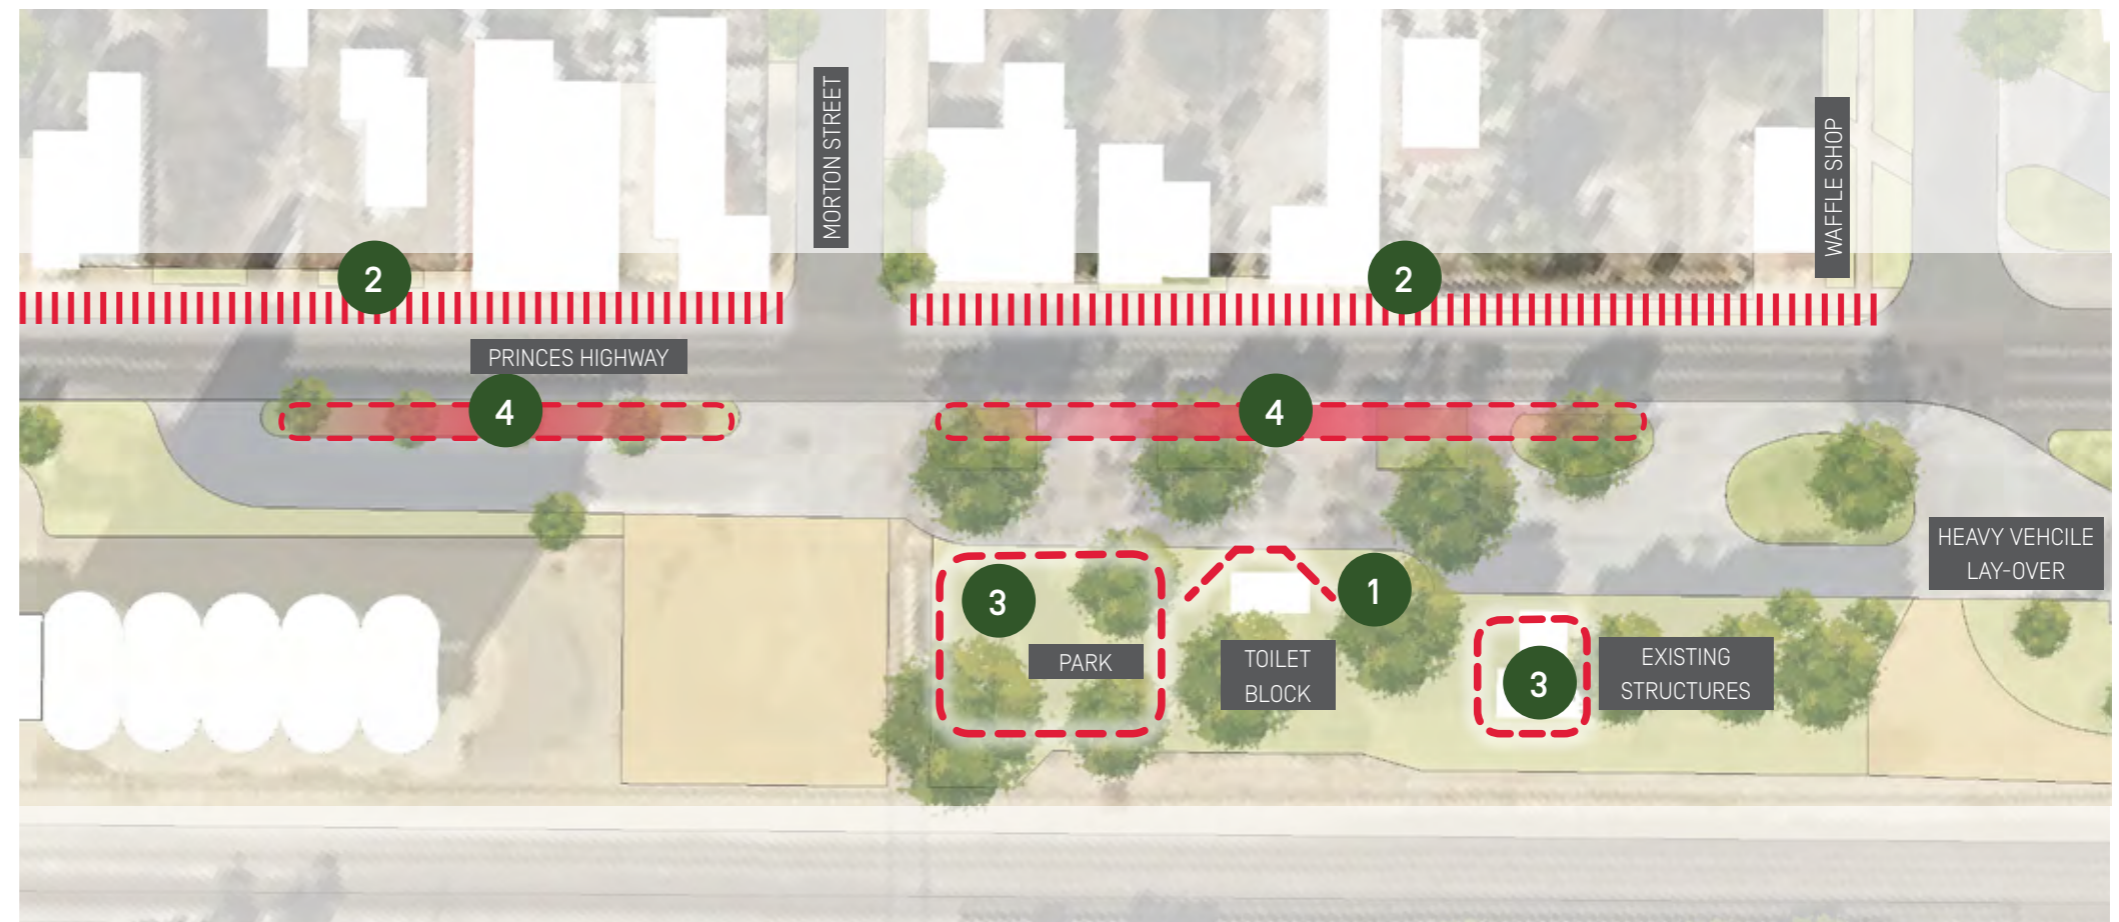 MORTON STREET
WAFFLE SHOP
2
2
PRINCES HIGHWAY
4
4
HEAVY VEHCILE
LAY-OVER
3
1
PARK
TOILET
BLOCK
3
EXISTING
STRUCTURES